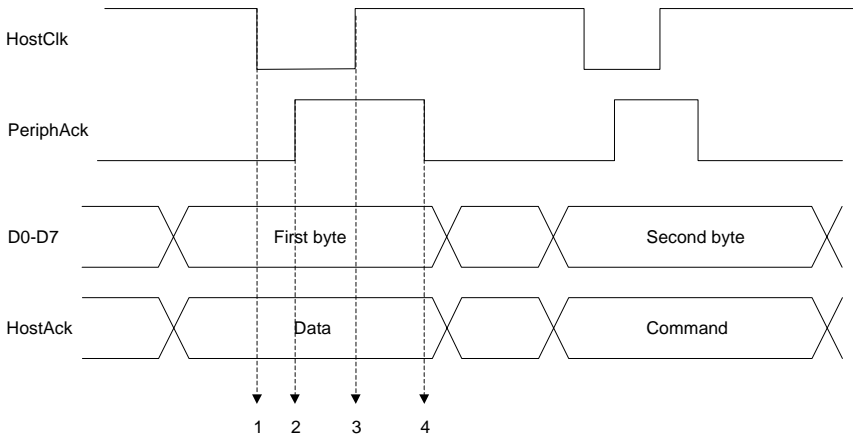 HostClk
PeriphAck
D0-D7
First byte
Second byte
HostAck
Data
Command
1 2 3 4